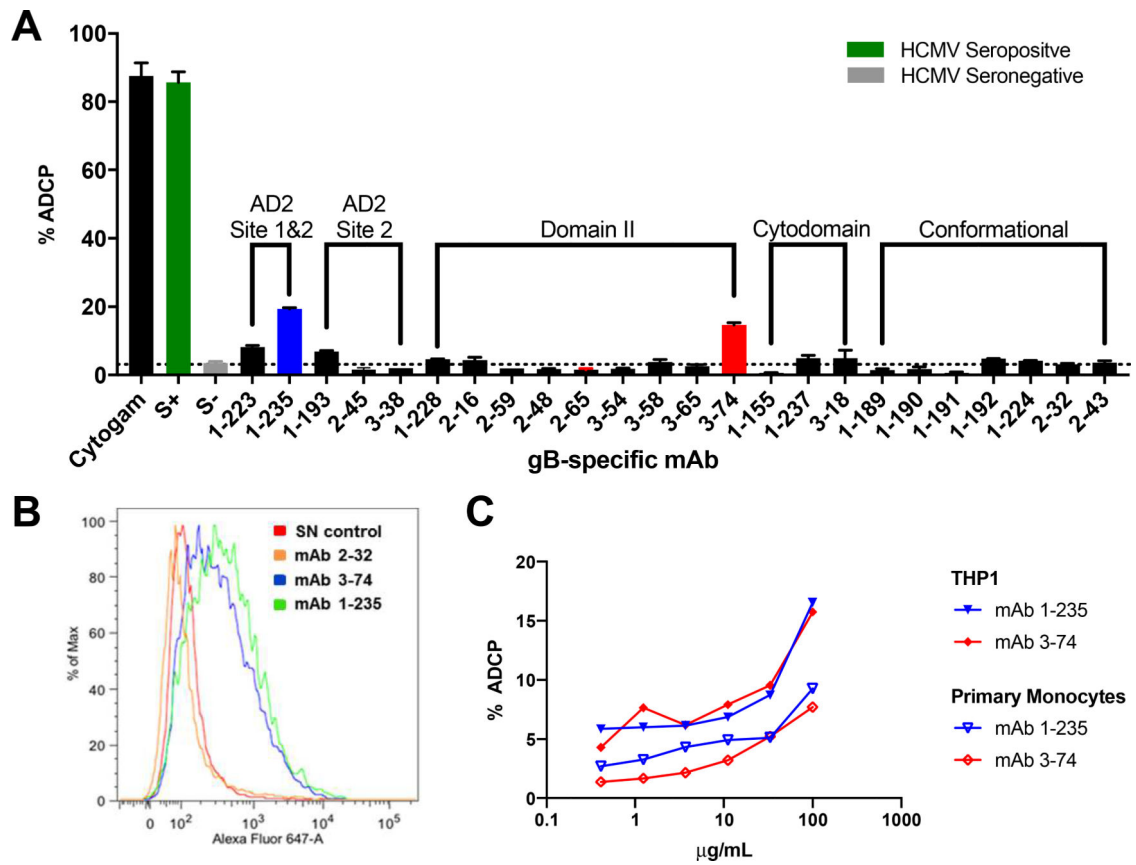 A
100
80
60
40
20
0
% ADCP
HCMV Seropositve
HCMV Seronegative
AD2
Site 1&2
AD2
Site 2
Domain II
Cytodomain
Conformational
Cytogam
S+
S-
1-223
1-235
1-193
2-45
3-38
1-228
2-16
2-59
2-48
2-65
3-54
3-58
3-65
3-74
1-155
1-237
3-18
1-189
1-190
1-191
1-192
1-224
2-32
2-43
gB-specific mAb
B
100
80
60
40
20
0
% of Max
SN control
mAb 2-32
mAb 3-74
mAb 1-235
0 10² 10³ 10⁴ 10⁵
Alexa Fluor 647-A
C
20
15
10
5
0
% ADCP
0.1 1 10 100 1000
μg/mL
THP1
mAb 1-235
mAb 3-74
Primary Monocytes
mAb 1-235
mAb 3-74